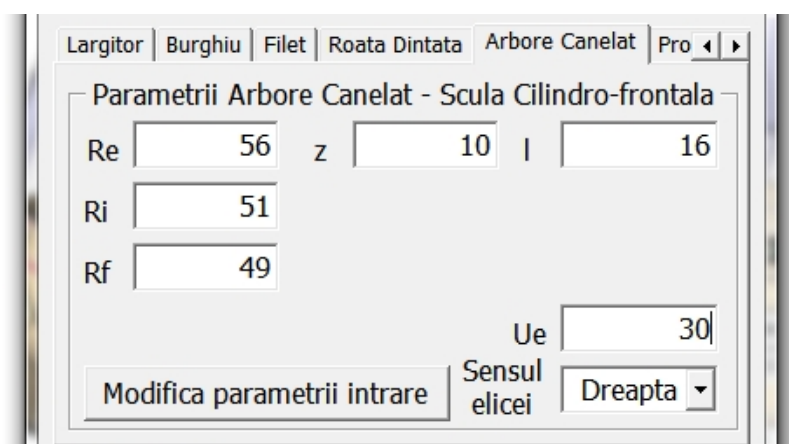 Largitor Burghiu Filet Roata Dintata Arbore Canelat Pro
Parametrii Arbore Canelat - Scula Cilindro-frontala
Re 56 z 10 l 16
Ri 51
Rf 49
Ue 30
Modifica parametrii intrare Sensul elicei Dreapta